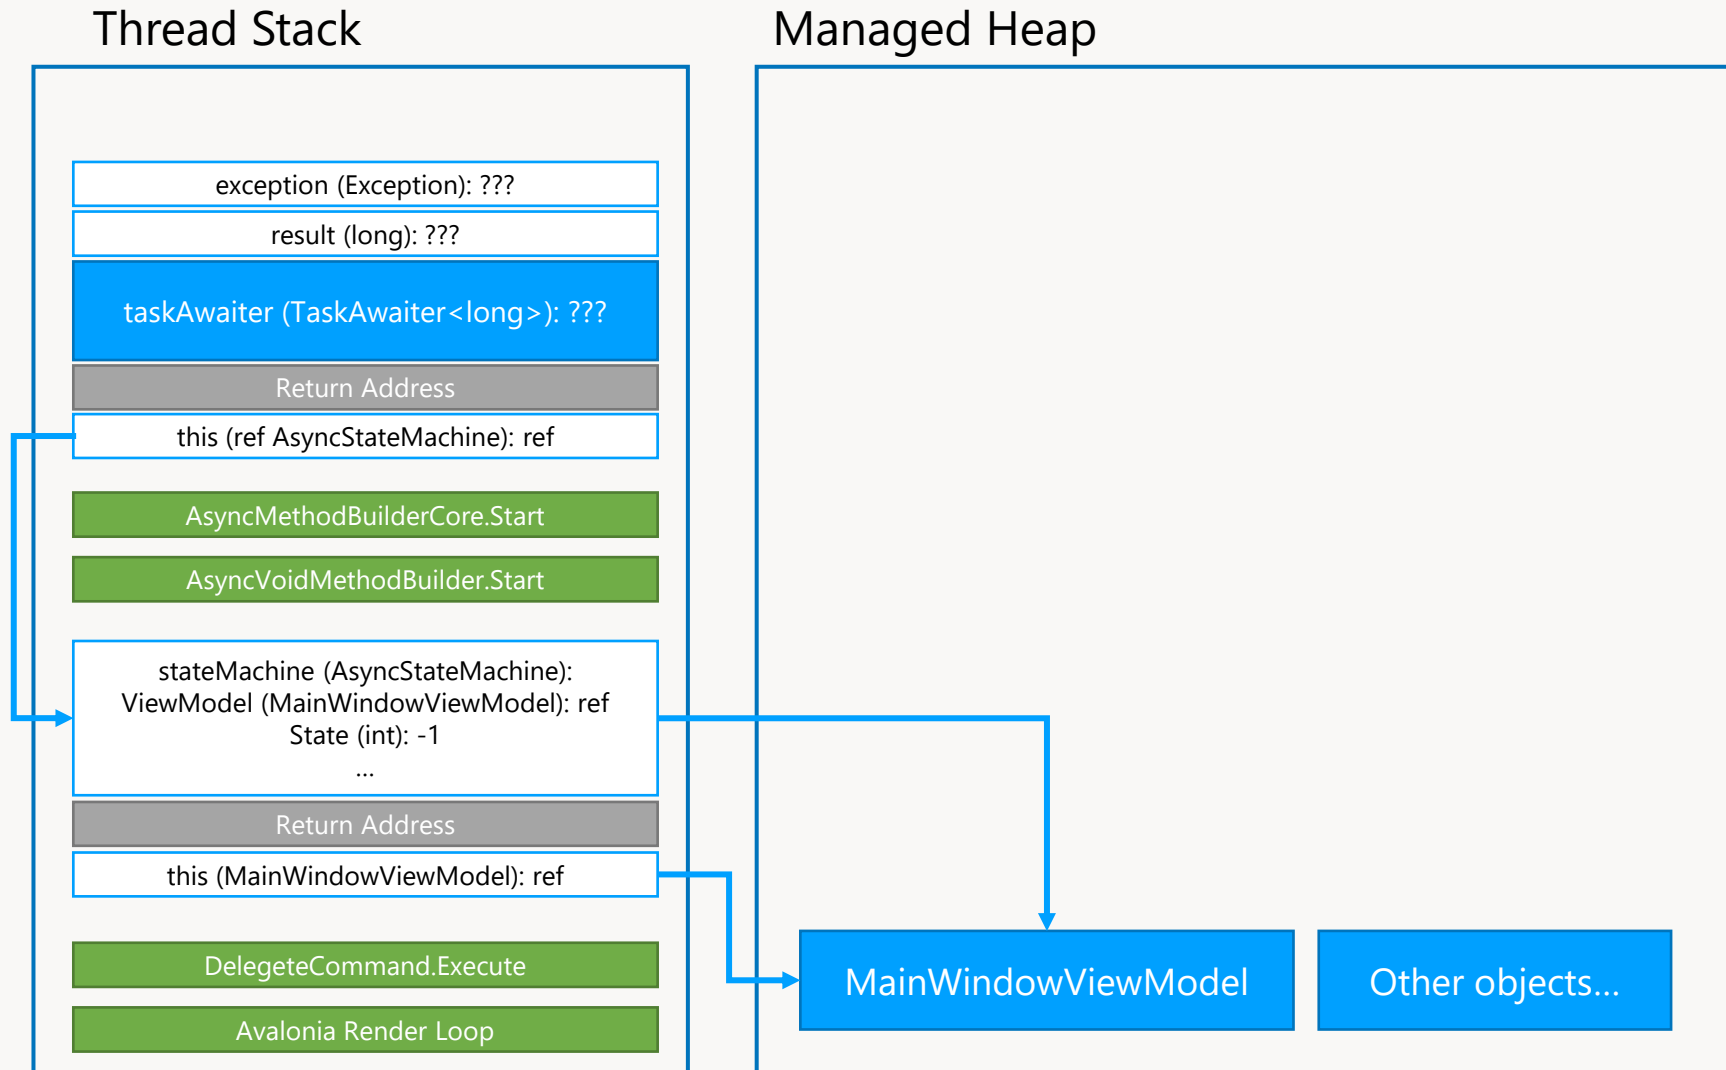 Thread Stack
Managed Heap
exception (Exception): ???
result (long): ???
taskAwaiter (TaskAwaiter<long>): ???
Return Address
this (ref AsyncStateMachine): ref
AsyncMethodBuilderCore.Start
AsyncVoidMethodBuilder.Start
stateMachine (AsyncStateMachine):
ViewModel (MainWindowViewModel): ref
State (int): -1
…
Return Address
this (MainWindowViewModel): ref
DelegeteCommand.Execute
Avalonia Render Loop
MainWindowViewModel
Other objects…